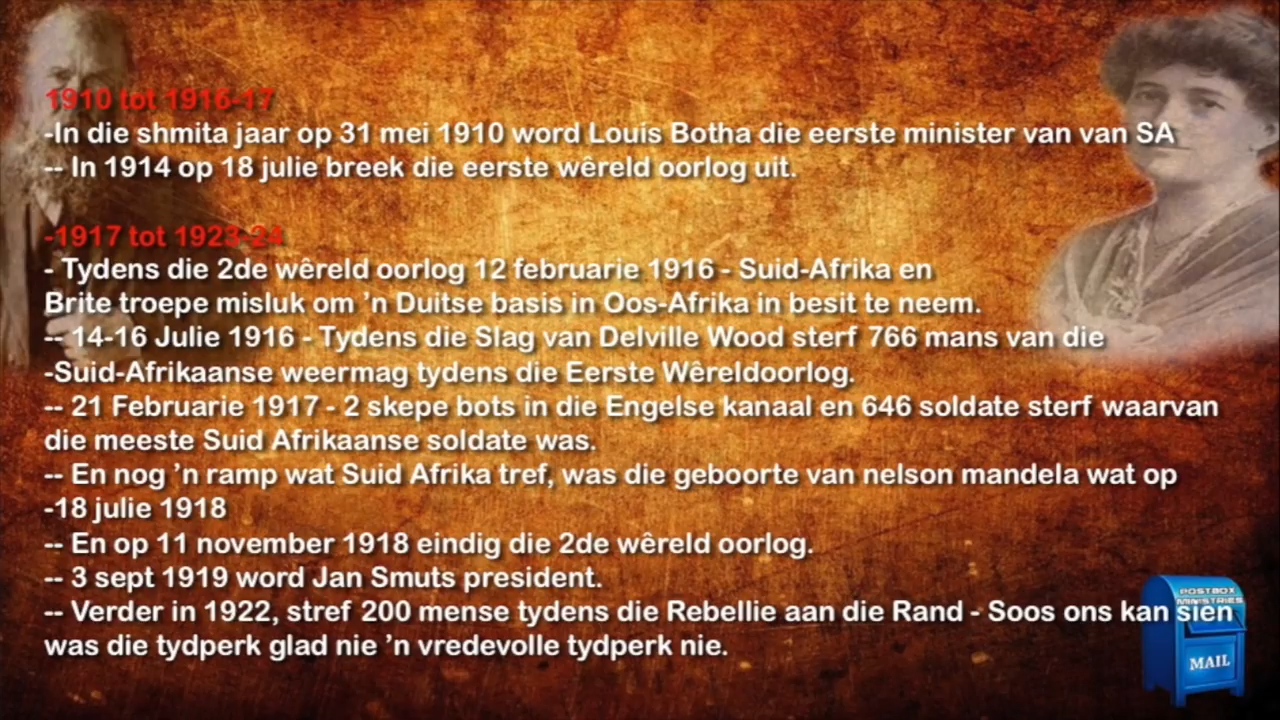 1910 tot 1916-17
-In die shmita jaar op 31 mei 1910 word Louis Botha die eerste minister van van SA
-- In 1914 op 18 julie breek die eerste wêreld oorlog uit.
-1917 tot 1923-24
- Tydens die 2de wêreld oorlog 12 februarie 1916 - Suid-Afrika en
Brite troepe misluk om ’n Duitse basis in Oos-Afrika in besit te neem.
-- 14-16 Julie 1916 - Tydens die Slag van Delville Wood sterf 766 mans van die
-Suid-Afrikaanse weermag tydens die Eerste Wêreldoorlog.
-- 21 Februarie 1917 - 2 skepe bots in die Engelse kanaal en 646 soldate sterf waarvan
die meeste Suid Afrikaanse soldate was.
-- En nog ’n ramp wat Suid Afrika tref, was die geboorte van nelson mandela wat op
-18 julie 1918
-- En op 11 november 1918 eindig die 2de wêreld oorlog.
-- 3 sept 1919 word Jan Smuts president.
-- Verder in 1922, stref 200 mense tydens die Rebellie aan die Rand - Soos ons kan sien
was die tydperk glad nie ’n vredevolle tydperk nie.
POSTBOX
MINISTRIES
MAIL